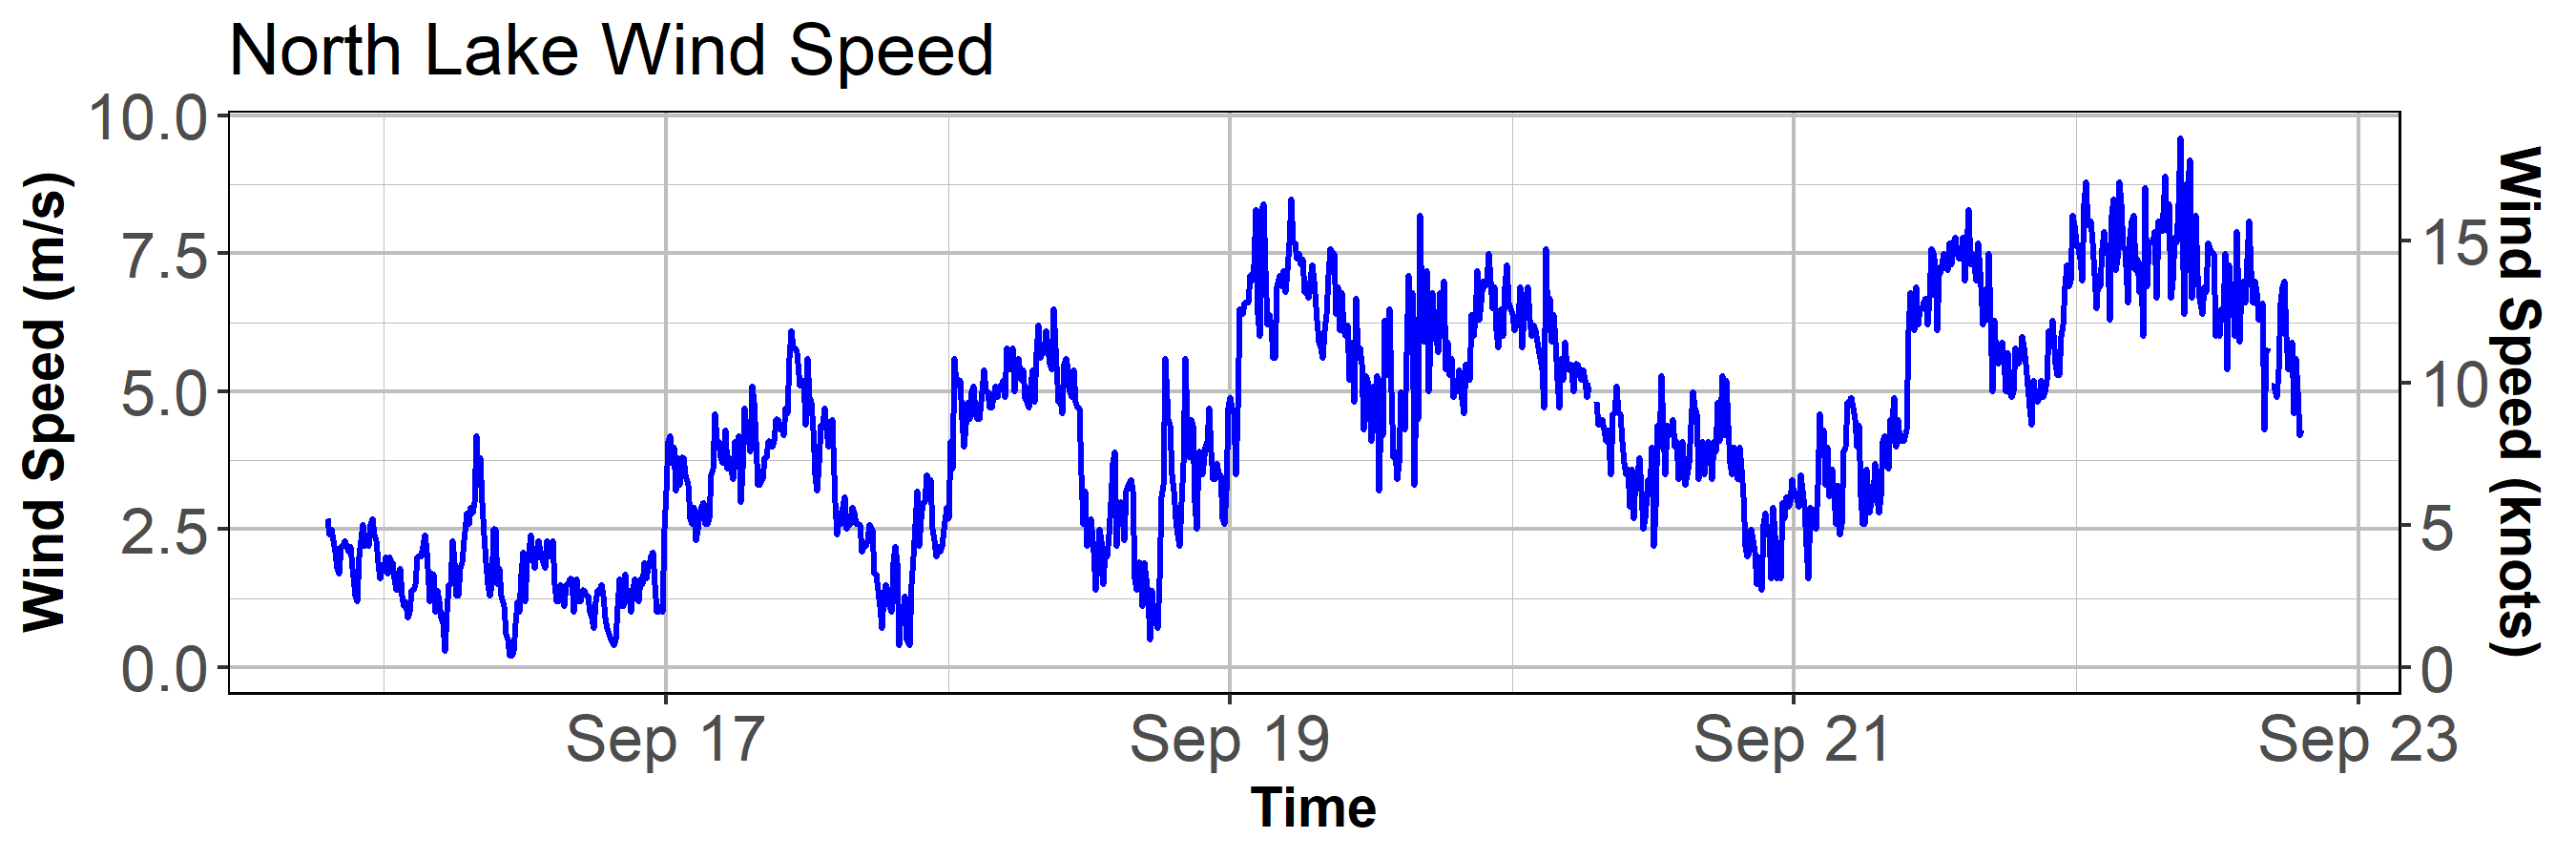 North Lake Wind Speed
10.0
7.5
5.0
2.5
0.0
Wind Speed (m/s)
15
10
5
0
Wind Speed (knots)
Sep 17
Sep 19
Sep 21
Sep 23
Time